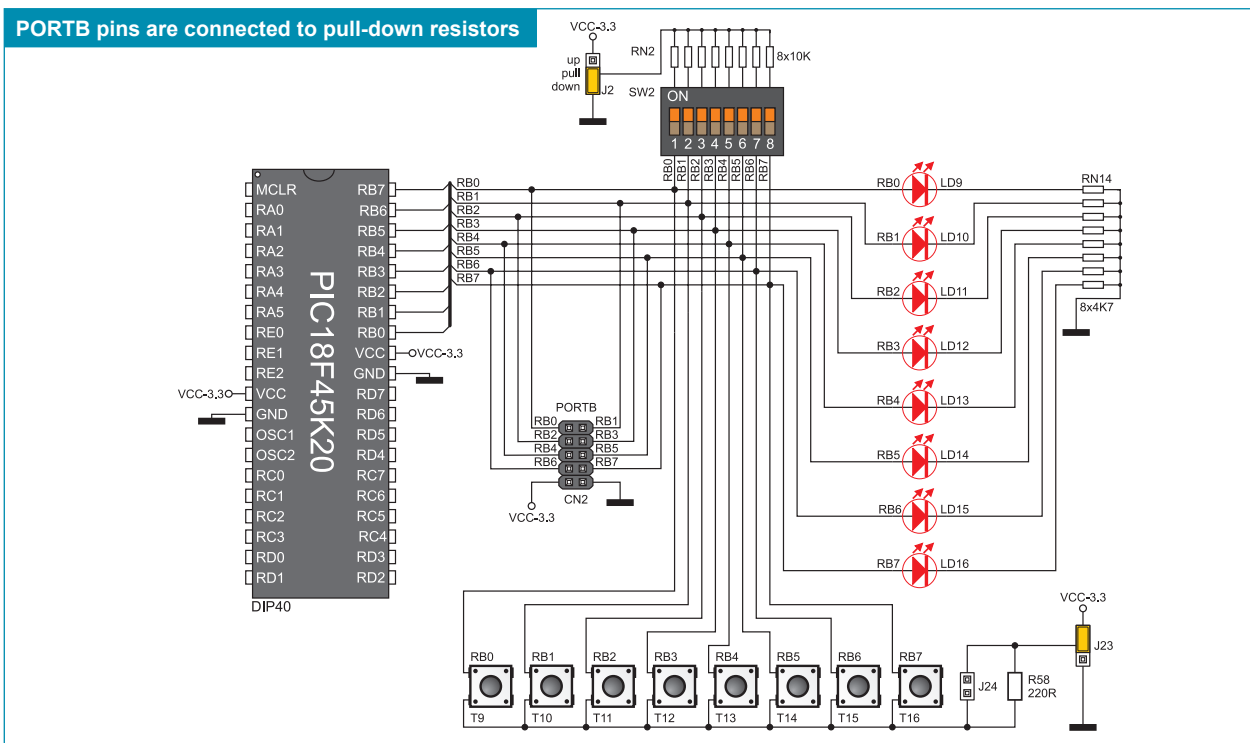 PORTB pins are connected to pull-down resistors
VCC-3.3
up
pull
down
J2
RN2
8x10K
SW2
ON
1 2 3 4 5 6 7 8
RB0
RB1
RB2
RB3
RB4
RB5
RB6
RB7
MCLR
RA0
RA1
RA2
RA3
RA4
RA5
RE0
RE1
RE2
VCC
GND
OSC1
OSC2
RC0
RC1
RC2
RC3
RD0
RD1
PIC18F45K20
RB7
RB6
RB5
RB4
RB3
RB2
RB1
RB0
VCC
GND
RD7
RD6
RD5
RD4
RC7
RC6
RC5
RC4
RD3
RD2
DIP40
VCC-3.3
VCC-3.3
RB0
RB1
RB2
RB3
RB4
RB5
RB6
RB7
PORTB
RB0 RB1
RB2 RB3
RB4 RB5
RB6 RB7
CN2
VCC-3.3
RB0 LD9
RB1 LD10
RB2 LD11
RB3 LD12
RB4 LD13
RB5 LD14
RB6 LD15
RB7 LD16
RN14
8x4K7
RB0 RB1 RB2 RB3 RB4 RB5 RB6 RB7
T9 T10 T11 T12 T13 T14 T15 T16
J24
R58
220R
VCC-3.3
J23